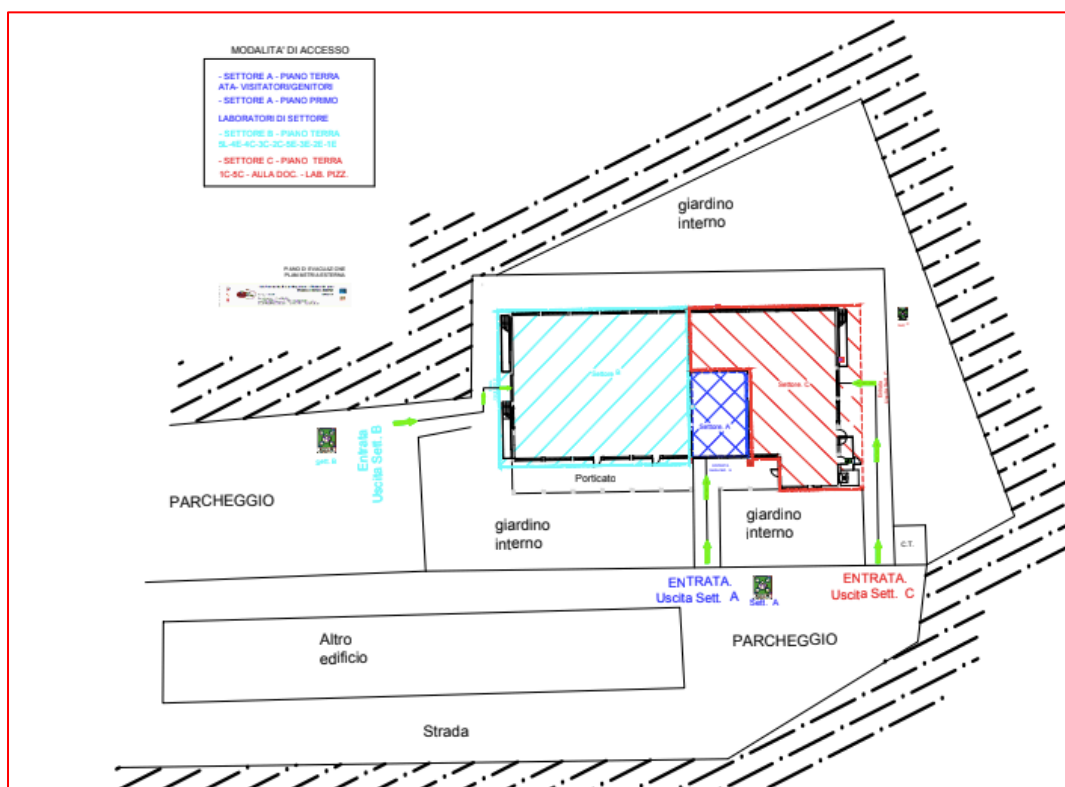 MODALITA' DI ACCESSO
- SETTORE A - PIANO TERRA
ATA- VISITATORI/GENITORI
- SETTORE A - PIANO PRIMO
LABORATORI DI SETTORE
- SETTORE B - PIANO TERRA
5L-4E-4C-3C-2C-5E-3E-2E-1E
- SETTORE C - PIANO TERRA
1C-5C - AULA DOC. - LAB. PIZZ.
PIANO DI EVACUAZIONE
PLANIMETRIA ESTERNA
giardino
interno
Settore B
Settore. C
Settore. A
Entrata
Uscita Sett. B
PARCHEGGIO
Porticato
giardino
interno
giardino
interno
C.T.
ENTRATA.
Uscita Sett. A
Sett. A
ENTRATA.
Uscita Sett. C
PARCHEGGIO
Altro
edificio
Strada